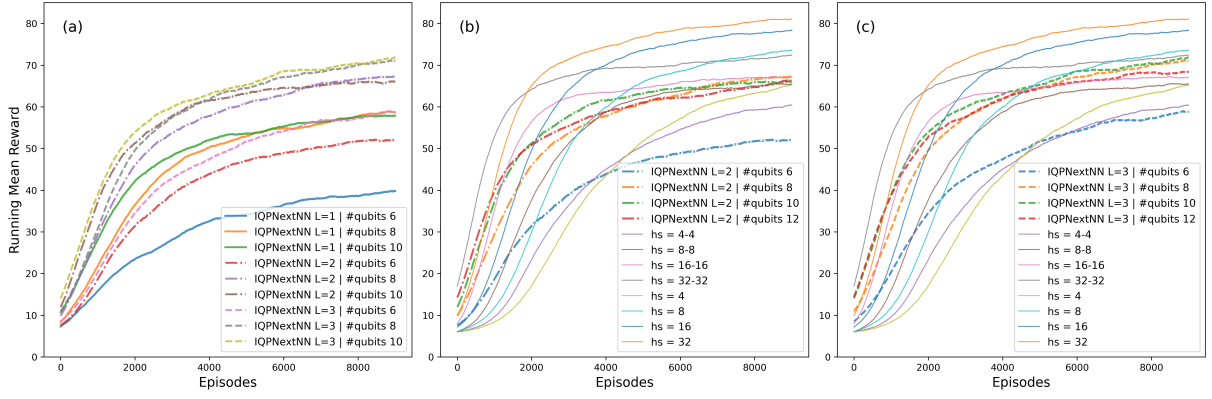 (a)
Running Mean Reward
80
70
60
50
40
30
20
10
0
IQPNextNN L=1 | #qubits 6
IQPNextNN L=1 | #qubits 8
IQPNextNN L=1 | #qubits 10
IQPNextNN L=2 | #qubits 6
IQPNextNN L=2 | #qubits 8
IQPNextNN L=2 | #qubits 10
IQPNextNN L=3 | #qubits 6
IQPNextNN L=3 | #qubits 8
IQPNextNN L=3 | #qubits 10
0 2000 4000 6000 8000
Episodes
(b)
80
70
60
50
40
30
20
10
0
IQPNextNN L=2 | #qubits 6
IQPNextNN L=2 | #qubits 8
IQPNextNN L=2 | #qubits 10
IQPNextNN L=2 | #qubits 12
hs = 4-4
hs = 8-8
hs = 16-16
hs = 32-32
hs = 4
hs = 8
hs = 16
hs = 32
0 2000 4000 6000 8000
Episodes
(c)
80
70
60
50
40
30
20
10
0
IQPNextNN L=3 | #qubits 6
IQPNextNN L=3 | #qubits 8
IQPNextNN L=3 | #qubits 10
IQPNextNN L=3 | #qubits 12
hs = 4-4
hs = 8-8
hs = 16-16
hs = 32-32
hs = 4
hs = 8
hs = 16
hs = 32
0 2000 4000 6000 8000
Episodes